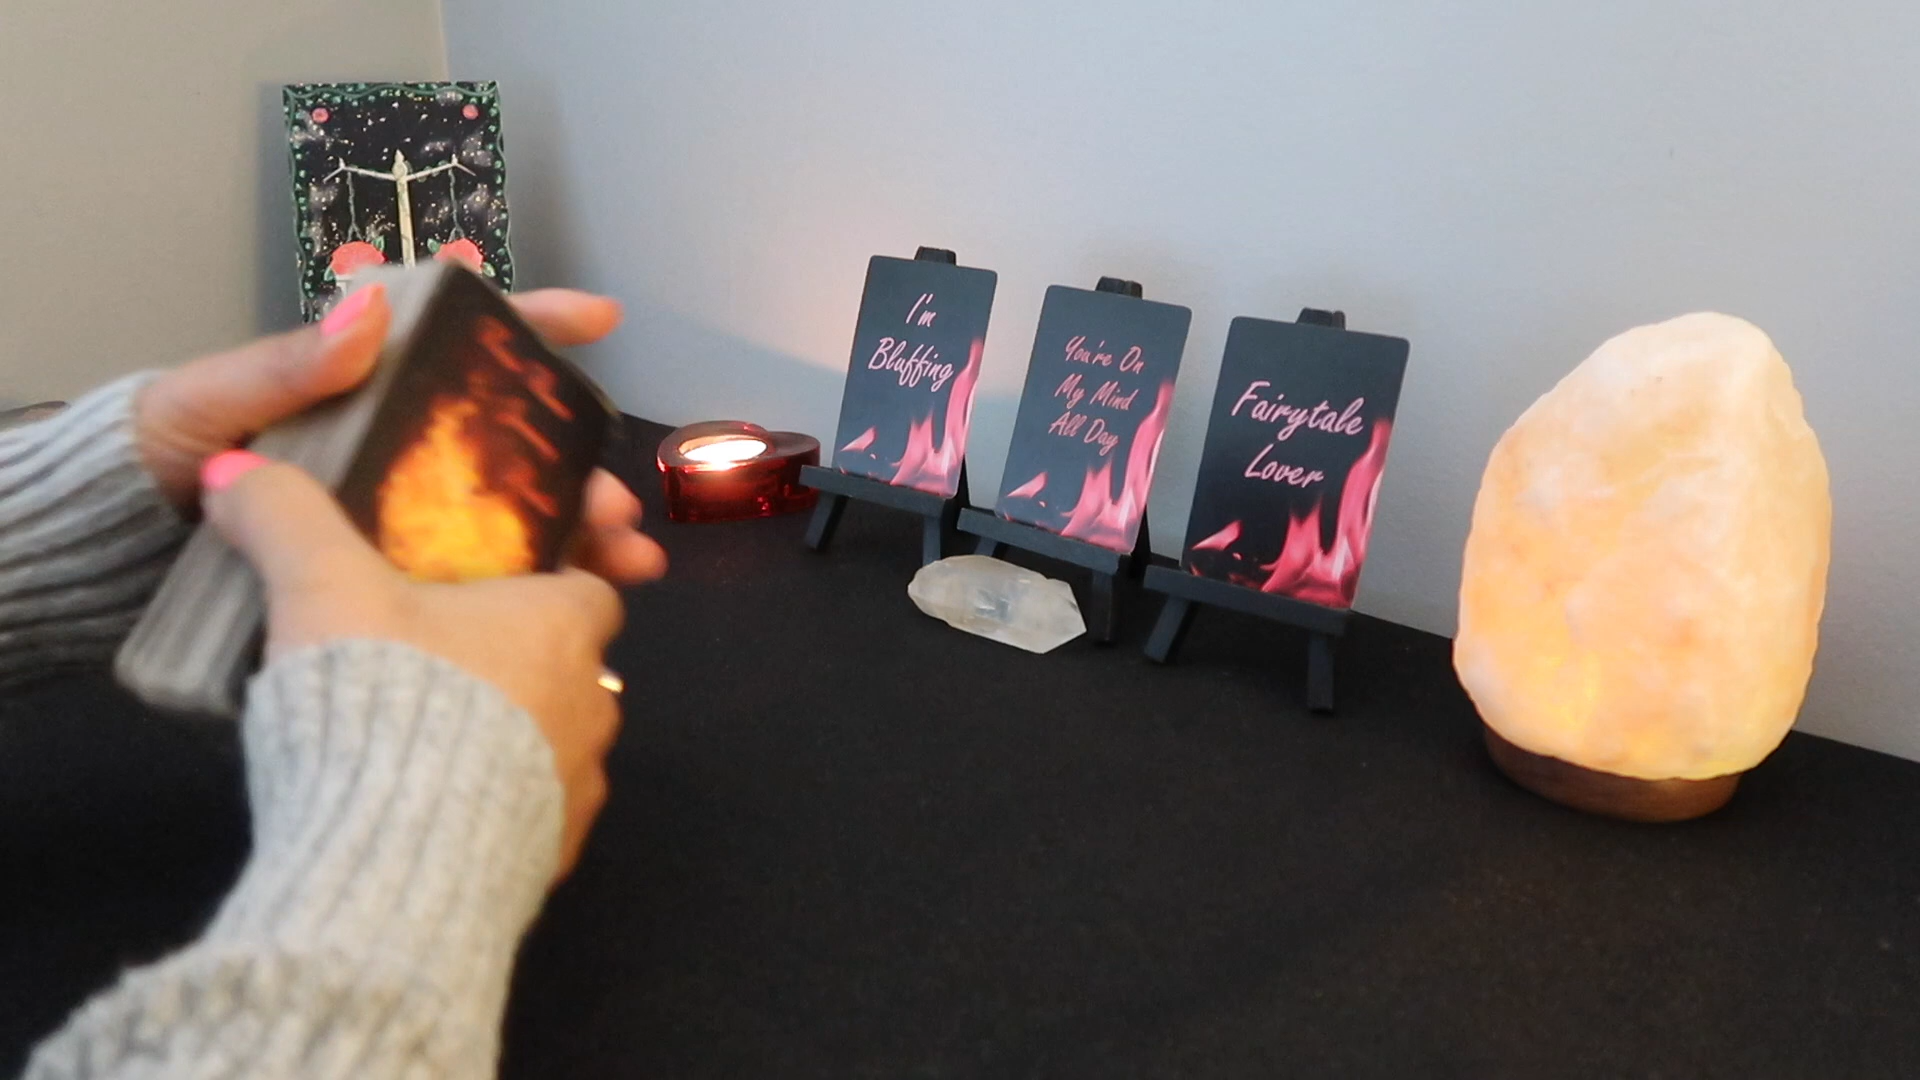 I'm
Bluffing
You're On
My Mind
All Day
Fairytale
Lover